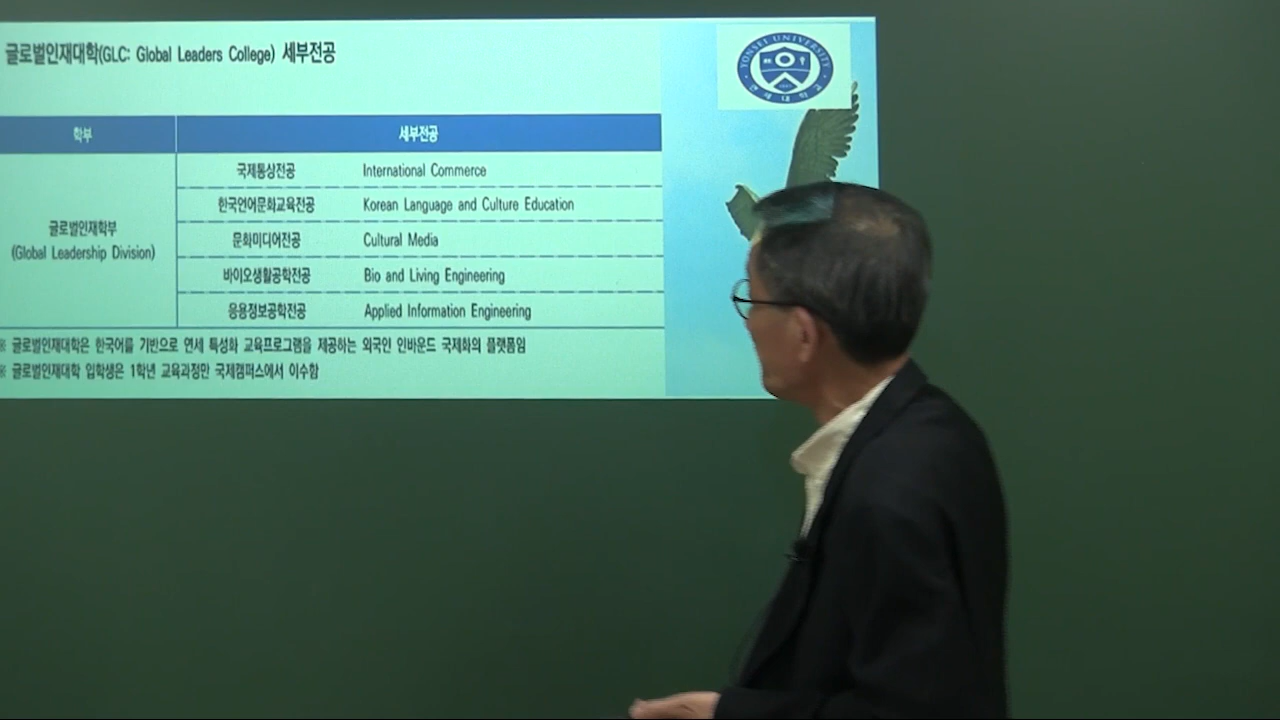 글로벌인재대학(GLC: Global Leaders College) 세부전공
YONSEI UNIVERSITY
연세대학교
학부 세부전공
국제통상전공 International Commerce
한국언어문화교육전공 Korean Language and Culture Education
글로벌인재학부
(Global Leadership Division)
문화미디어전공 Cultural Media
바이오생활공학전공 Bio and Living Engineering
응용정보공학전공 Applied Information Engineering
※ 글로벌인재대학은 한국어를 기반으로 연세 특성화 교육프로그램을 제공하는 외국인 인바운드 국제화의 플랫폼임
※ 글로벌인재대학 입학생은 1학년 교육과정만 국제캠퍼스에서 이수함